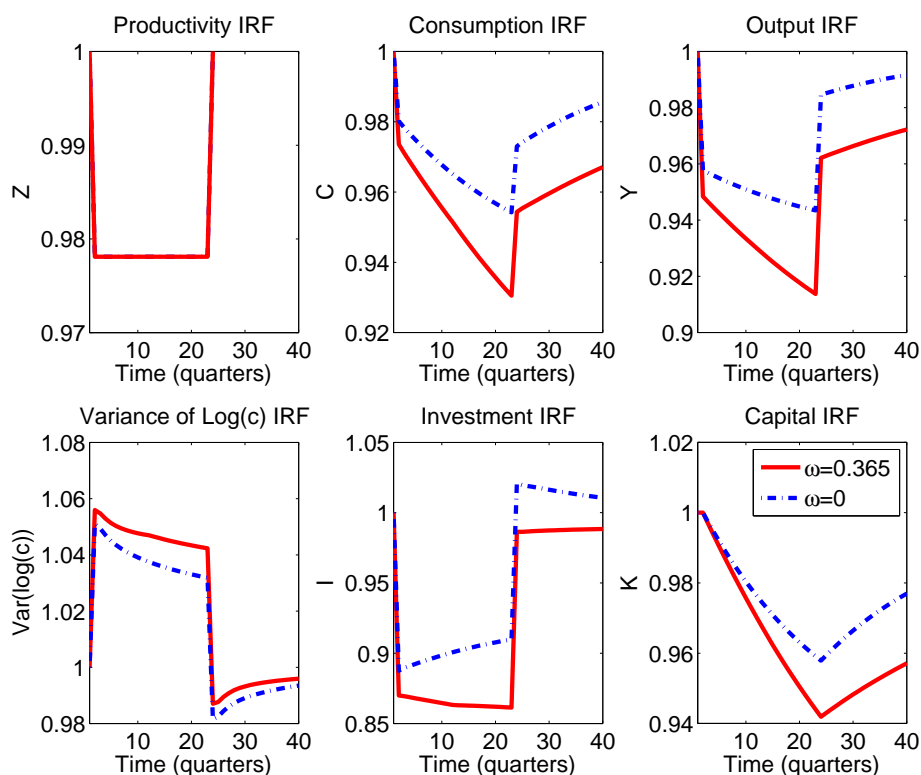 Productivity IRF
Consumption IRF
Output IRF
1
0.99
0.98
0.97
Z
10 20 30 40
Time (quarters)
1
0.98
0.96
0.94
0.92
C
10 20 30 40
Time (quarters)
1
0.98
0.96
0.94
0.92
0.9
Y
10 20 30 40
Time (quarters)
Variance of Log(c) IRF
Investment IRF
Capital IRF
1.08
1.06
1.04
1.02
1
0.98
Var(log(c))
10 20 30 40
Time (quarters)
1.05
1
0.95
0.9
0.85
I
10 20 30 40
Time (quarters)
1.02
1
0.98
0.96
0.94
K
ω=0.365
ω=0
10 20 30 40
Time (quarters)